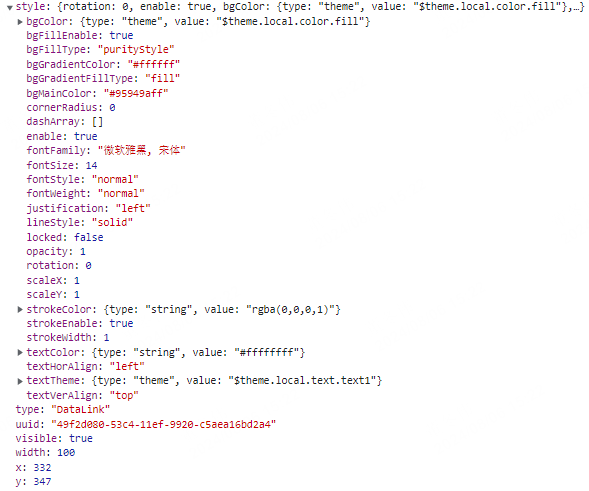 style: {rotation: 0, enable: true, bgColor: {type: "theme", value: "$theme.local.color.fill"},…}
bgColor: {type: "theme", value: "$theme.local.color.fill"}
bgFillEnable: true
bgFillType: "purityStyle"
bgGradientColor: "#ffffff"
bgGradientFillType: "fill"
bgMainColor: "#95949aff"
cornerRadius: 0
dashArray: []
enable: true
fontFamily: "微软雅黑, 宋体"
fontSize: 14
fontStyle: "normal"
fontWeight: "normal"
justification: "left"
lineStyle: "solid"
locked: false
opacity: 1
rotation: 0
scaleX: 1
scaleY: 1
strokeColor: {type: "string", value: "rgba(0,0,0,1)"}
strokeEnable: true
strokeWidth: 1
textColor: {type: "string", value: "#ffffffff"}
textHorAlign: "left"
textTheme: {type: "theme", value: "$theme.local.text.text1"}
textVerAlign: "top"
type: "DataLink"
uuid: "49f2d080-53c4-11ef-9920-c5aea16bd2a4"
visible: true
width: 100
x: 332
y: 347